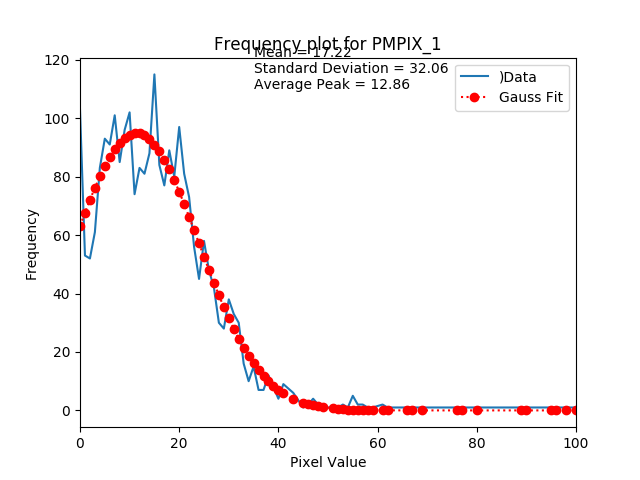 Frequency plot for PMPIX_1
Mean = 17.22
Standard Deviation = 32.06
Average Peak = 12.86
)Data
Gauss Fit
120
100
80
60
40
20
0
Frequency
0 20 40 60 80 100
Pixel Value